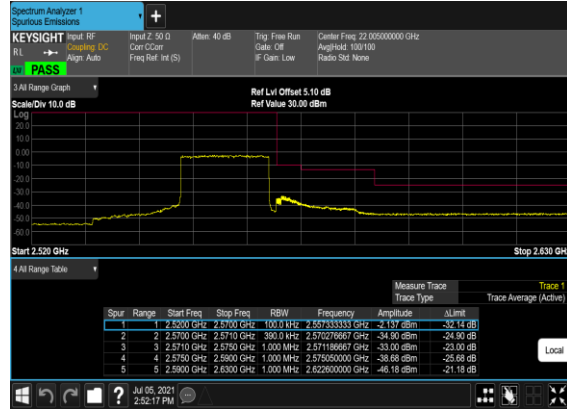 Spectrum Analyzer 1
Spurious Emissions
KEYSIGHT Input: RF Input Z: 50 Ω Atten: 40 dB Trig: Free Run Center Freq: 22.005000000 GHz
RL Coupling: DC Corr CCorr Gate: Off Avg|Hold: 100/100
Align: Auto Freq Ref: Int (S) IF Gain: Low Radio Std: None
LW PASS
3 All Range Graph
Ref Lvl Offset 5.10 dB
Scale/Div 10.0 dB Ref Value 30.00 dBm
Log
20.0
10.0
0.00
-10.0
-20.0
-30.0
-40.0
-50.0
-60.0
Start 2.520 GHz Stop 2.630 GHz
4 All Range Table
Measure Trace Trace 1
Trace Type Trace Average (Active)
Spur Range Start Freq Stop Freq RBW Frequency Amplitude ΔLimit
1 1 2.5200 GHz 2.5700 GHz 100.0 kHz 2.557333333 GHz -2.137 dBm -32.14 dB
2 2 2.5700 GHz 2.5710 GHz 390.0 kHz 2.570276667 GHz -34.90 dBm -24.90 dB
3 3 2.5710 GHz 2.5750 GHz 1.000 MHz 2.571186667 GHz -33.00 dBm -23.00 dB
4 4 2.5750 GHz 2.5900 GHz 1.000 MHz 2.575050000 GHz -38.68 dBm -25.68 dB
5 5 2.5900 GHz 2.6300 GHz 1.000 MHz 2.622600000 GHz -46.18 dBm -21.18 dB
Local
Jul 05, 2021
2:52:17 PM